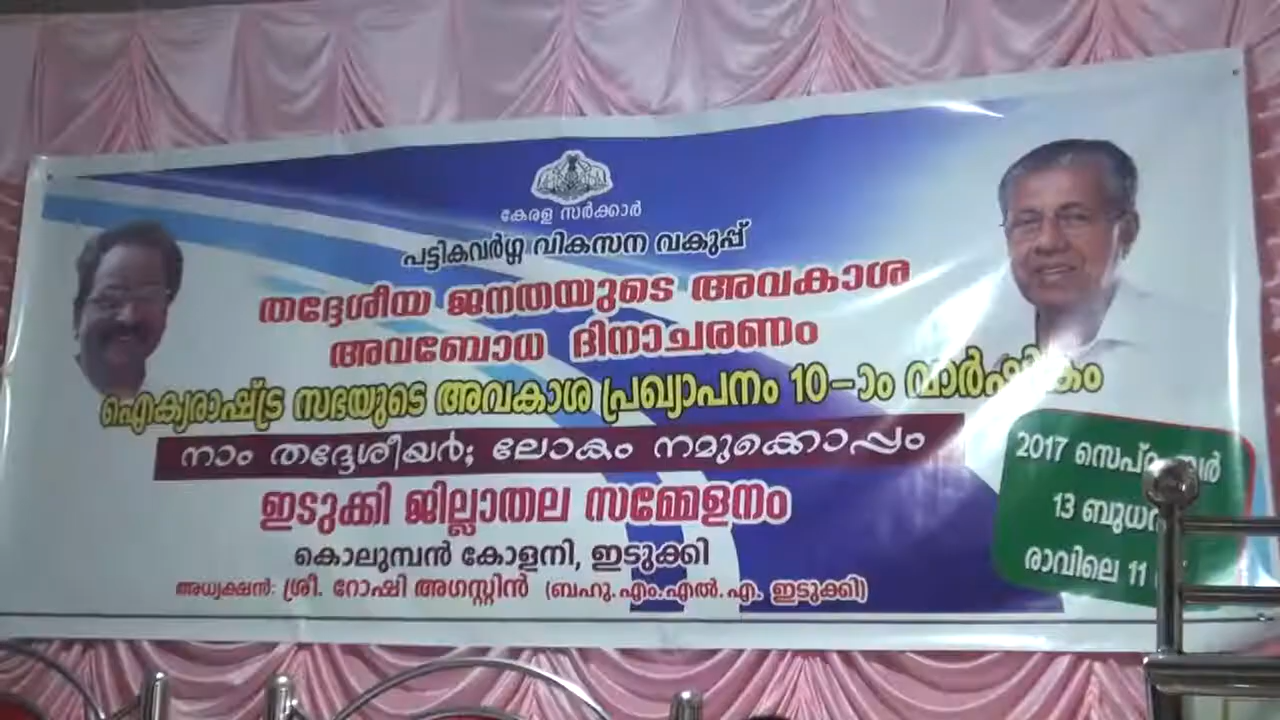 കേരള സർക്കാർ
പട്ടികവർഗ്ഗ വികസന വകുപ്പ്
തദ്ദേശീയ ജനതയുടെ അവകാശ
അവബോധ ദിനാചരണം
ഐക്യരാഷ്ട്ര സഭയുടെ അവകാശ പ്രഖ്യാപനം 10-ാം വാർഷികം
നാം തദ്ദേശീയർ; ലോകം നമുക്കൊപ്പം
ഇടുക്കി ജില്ലാതല സമ്മേളനം
കൊലുമ്പൻ കോളനി, ഇടുക്കി
അധ്യക്ഷൻ: ശ്രീ. റോഷി അഗസ്റ്റിൻ (ബഹു.എം.എൽ.എ. ഇടുക്കി)
2017
13
രാവിലെ 11